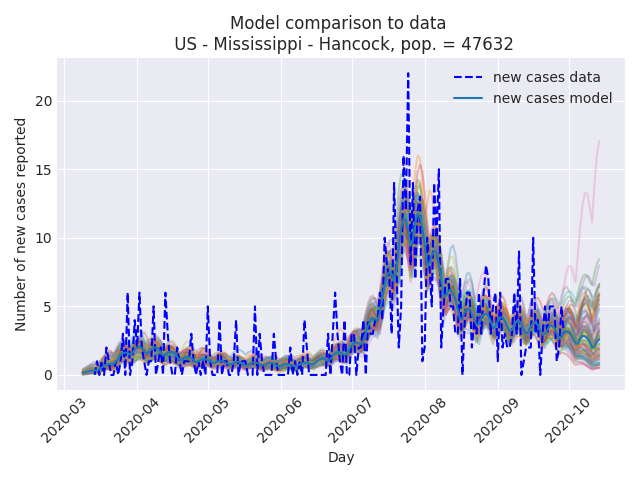 Model comparison to data
US - Mississippi - Hancock, pop. = 47632
new cases data
new cases model
Number of new cases reported
20
15
10
5
0
2020-03
2020-04
2020-05
2020-06
2020-07
2020-08
2020-09
2020-10
Day